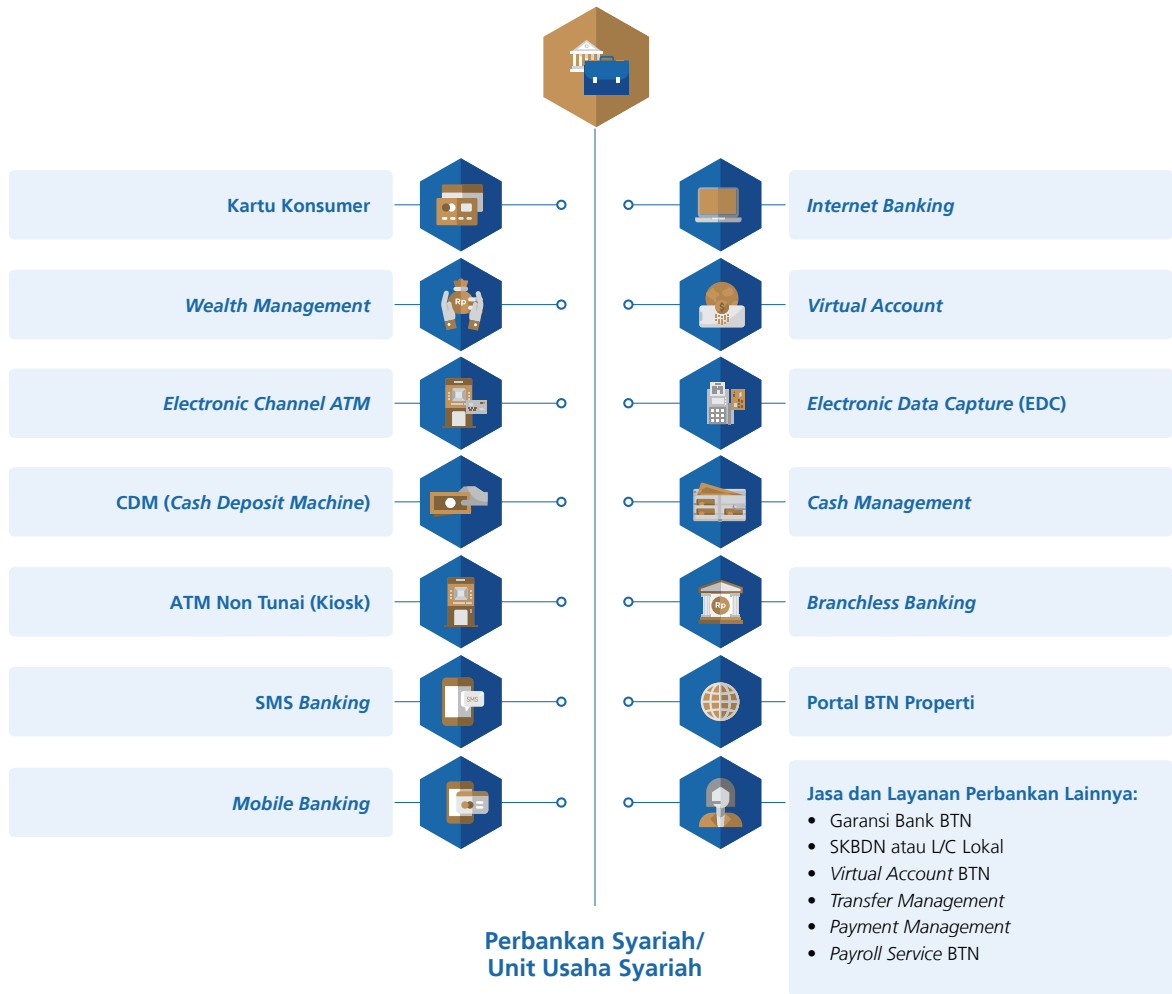 Kartu Konsumer
Wealth Management
Rp
Electronic Channel ATM
CDM (Cash Deposit Machine)
ATM Non Tunai (Kiosk)
SMS Banking
SMS
Mobile Banking
Internet Banking
Virtual Account
$
Electronic Data Capture (EDC)
Cash Management
Branchless Banking
Rp
Portal BTN Properti
Jasa dan Layanan Perbankan Lainnya:
• Garansi Bank BTN
• SKBDN atau L/C Lokal
• Virtual Account BTN
• Transfer Management
• Payment Management
• Payroll Service BTN
Perbankan Syariah/
Unit Usaha Syariah